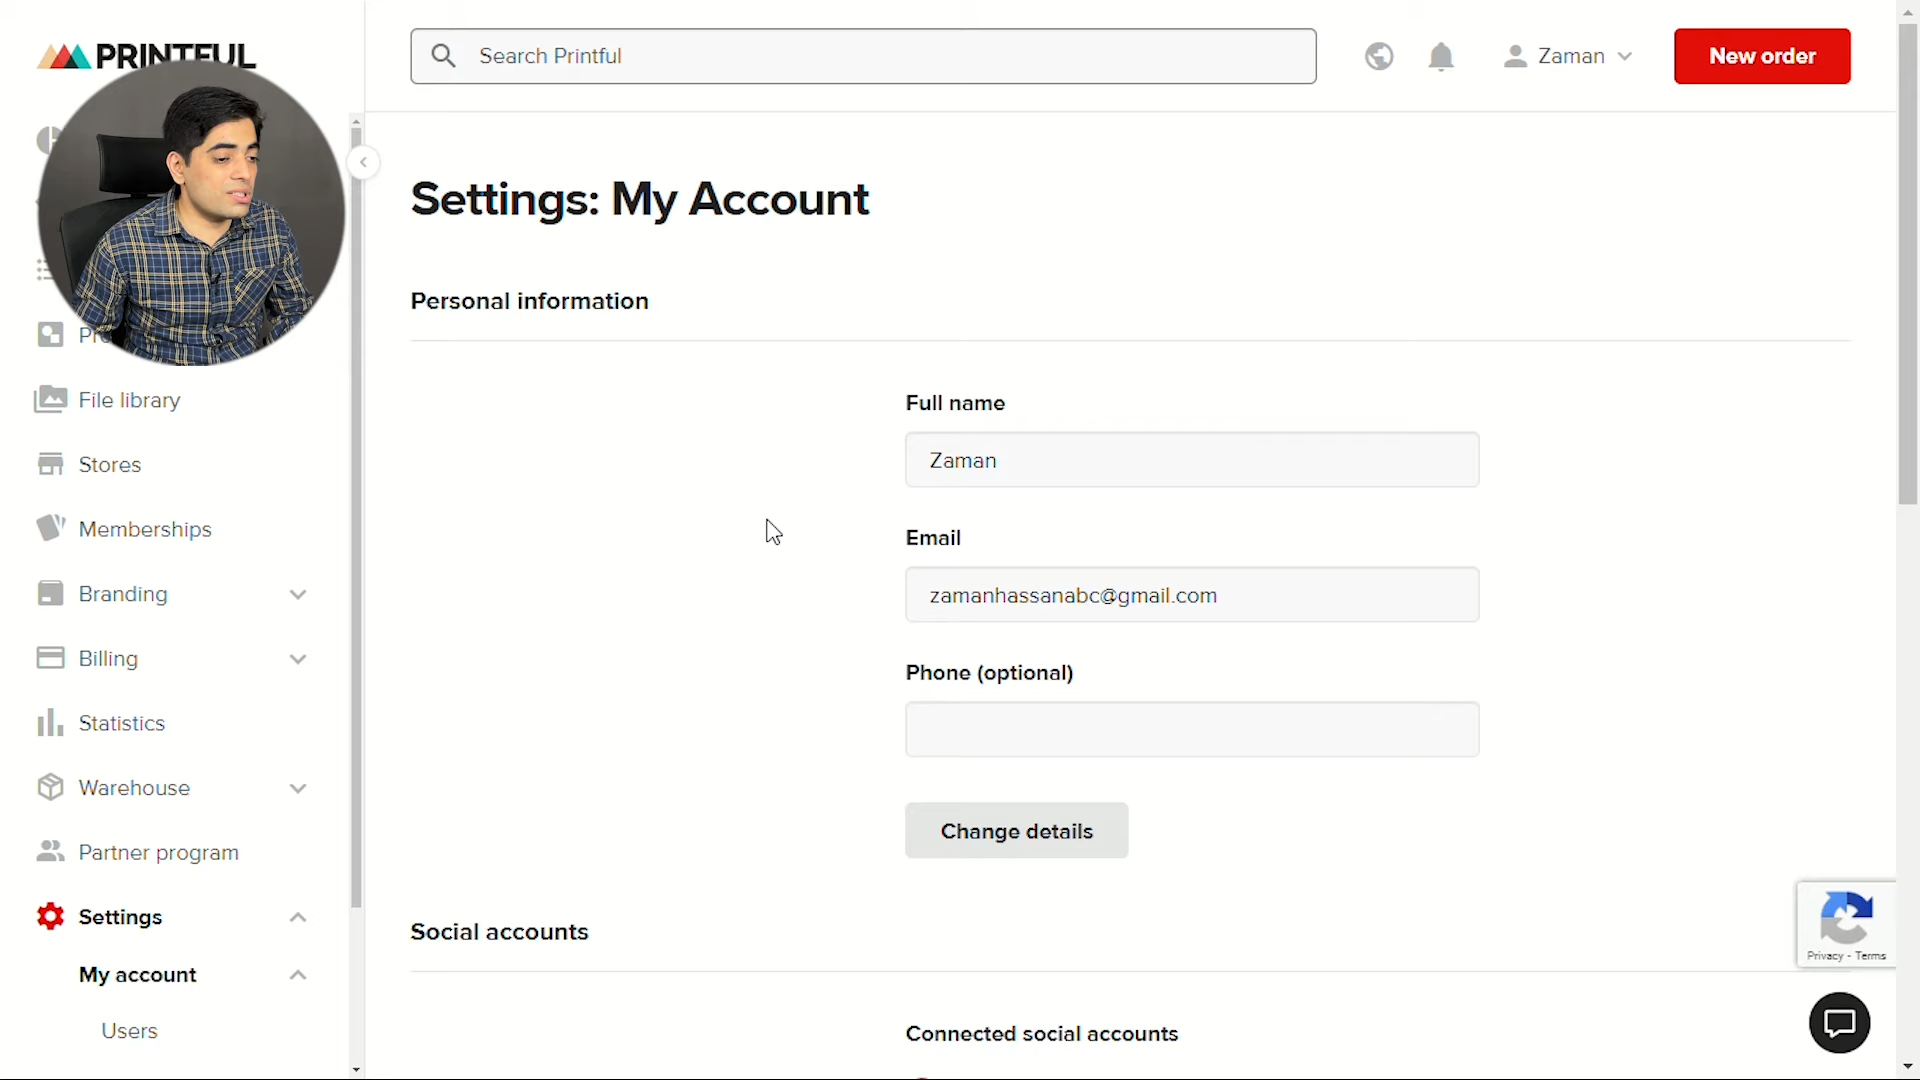 PRINTFUL
Search Printful
Zaman
New order
Settings: My Account
Personal information
Full name
Zaman
Email
zamanhassanabc@gmail.com
Phone (optional)
Change details
Social accounts
Connected social accounts
File library
Stores
Memberships
Branding
Billing
Statistics
Warehouse
Partner program
Settings
My account
Users
Privacy - Terms